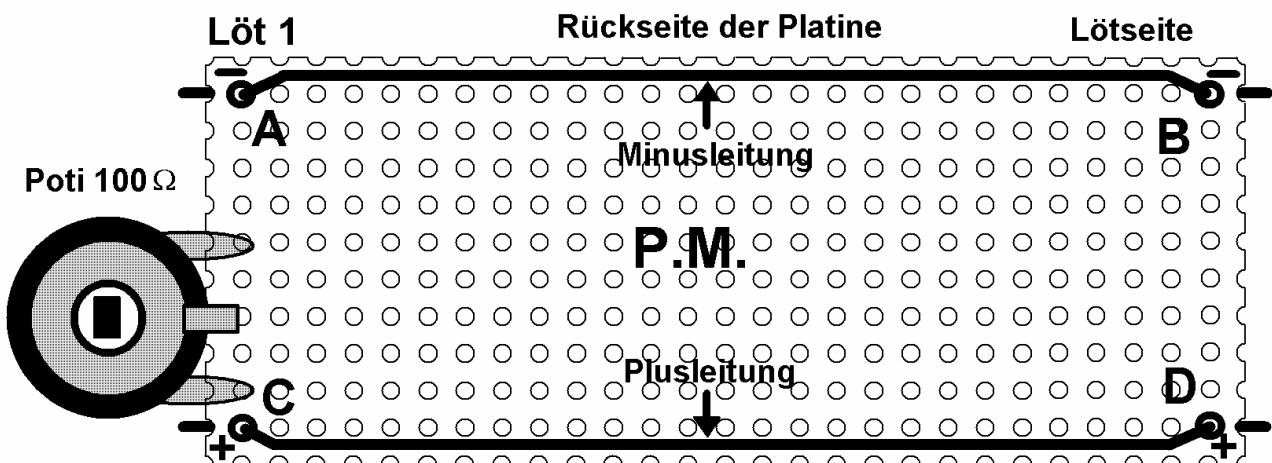 Löt 1 Rückseite der Platine Lötseite
− −
A B
Minusleitung
Poti 100 Ω
P.M.
Plusleitung
C D
+ +